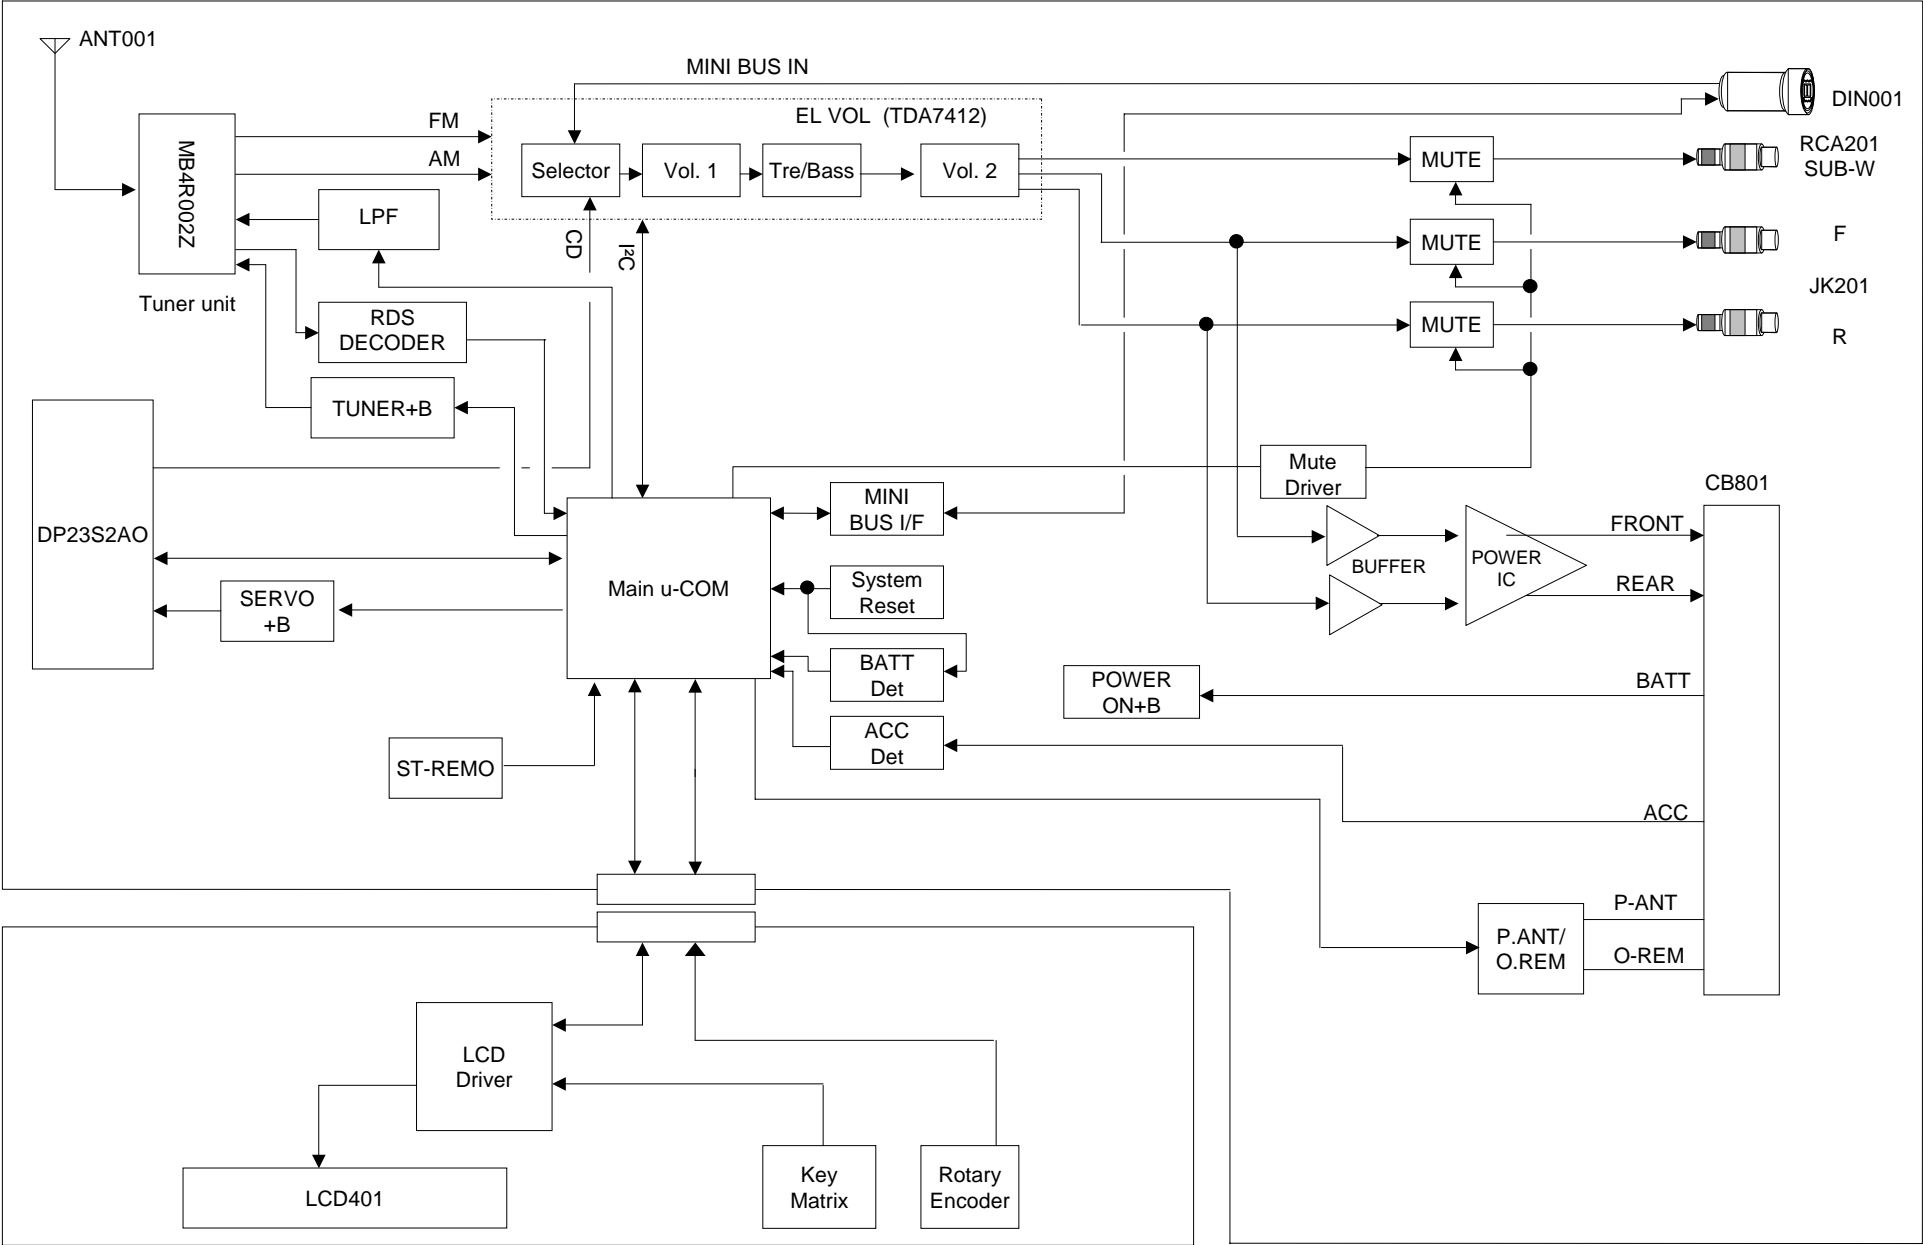 ANT001
MINI BUS IN
DIN001
EL VOL (TDA7412)
FM
AM
MB4R002Z
Tuner unit
Selector
Vol. 1
Tre/Bass
Vol. 2
MUTE
RCA201
SUB-W
LPF
CD
I²C
MUTE
F
JK201
RDS
DECODER
MUTE
R
TUNER+B
DP23S2AO
Mute
Driver
MINI
BUS I/F
CB801
FRONT
BUFFER
POWER
IC
REAR
SERVO
+B
Main u-COM
System
Reset
BATT
Det
POWER
ON+B
BATT
ACC
Det
ST-REMO
ACC
P-ANT
P.ANT/
O.REM
O-REM
LCD
Driver
LCD401
Key
Matrix
Rotary
Encoder